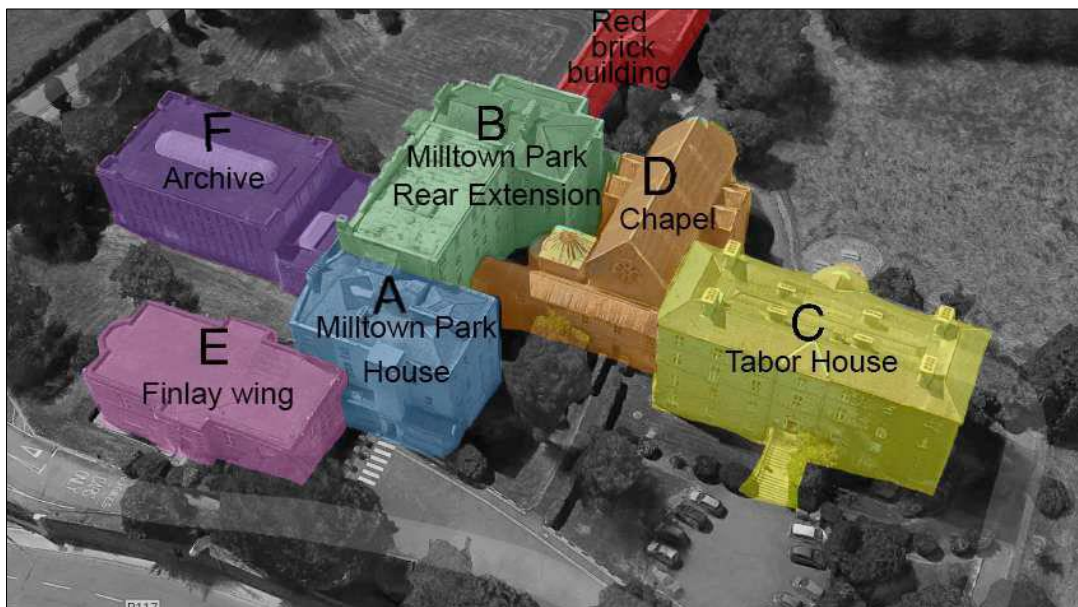 Red
brick
building
F
Archive
B
Milltown Park
Rear Extension
D
Chapel
A
Milltown Park
House
E
Finlay wing
C
Tabor House